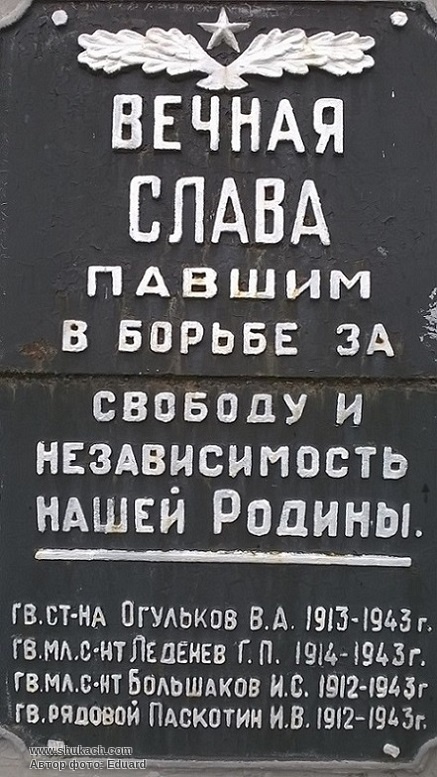 ВЕЧНАЯ
СЛАВА
ПАВШИМ
В БОРЬБЕ ЗА
СВОБОДУ И
НЕЗАВИСИМОСТЬ
НАШЕЙ РОДИНЫ.
ГВ. СТ-НА ОГУЛЬКОВ В.А. 1913-1943 г.
ГВ. МЛ. С-НТ ЛЕДЕНЕВ Г.П. 1914-1943 г.
ГВ. МЛ. С-НТ БОЛЬШАКОВ И.С. 1912-1943 г
ГВ. РЯДОВОЙ ПАСКОТИН И.В. 1912-1943 г.
www.shukach.com
Автор фото: Eduard